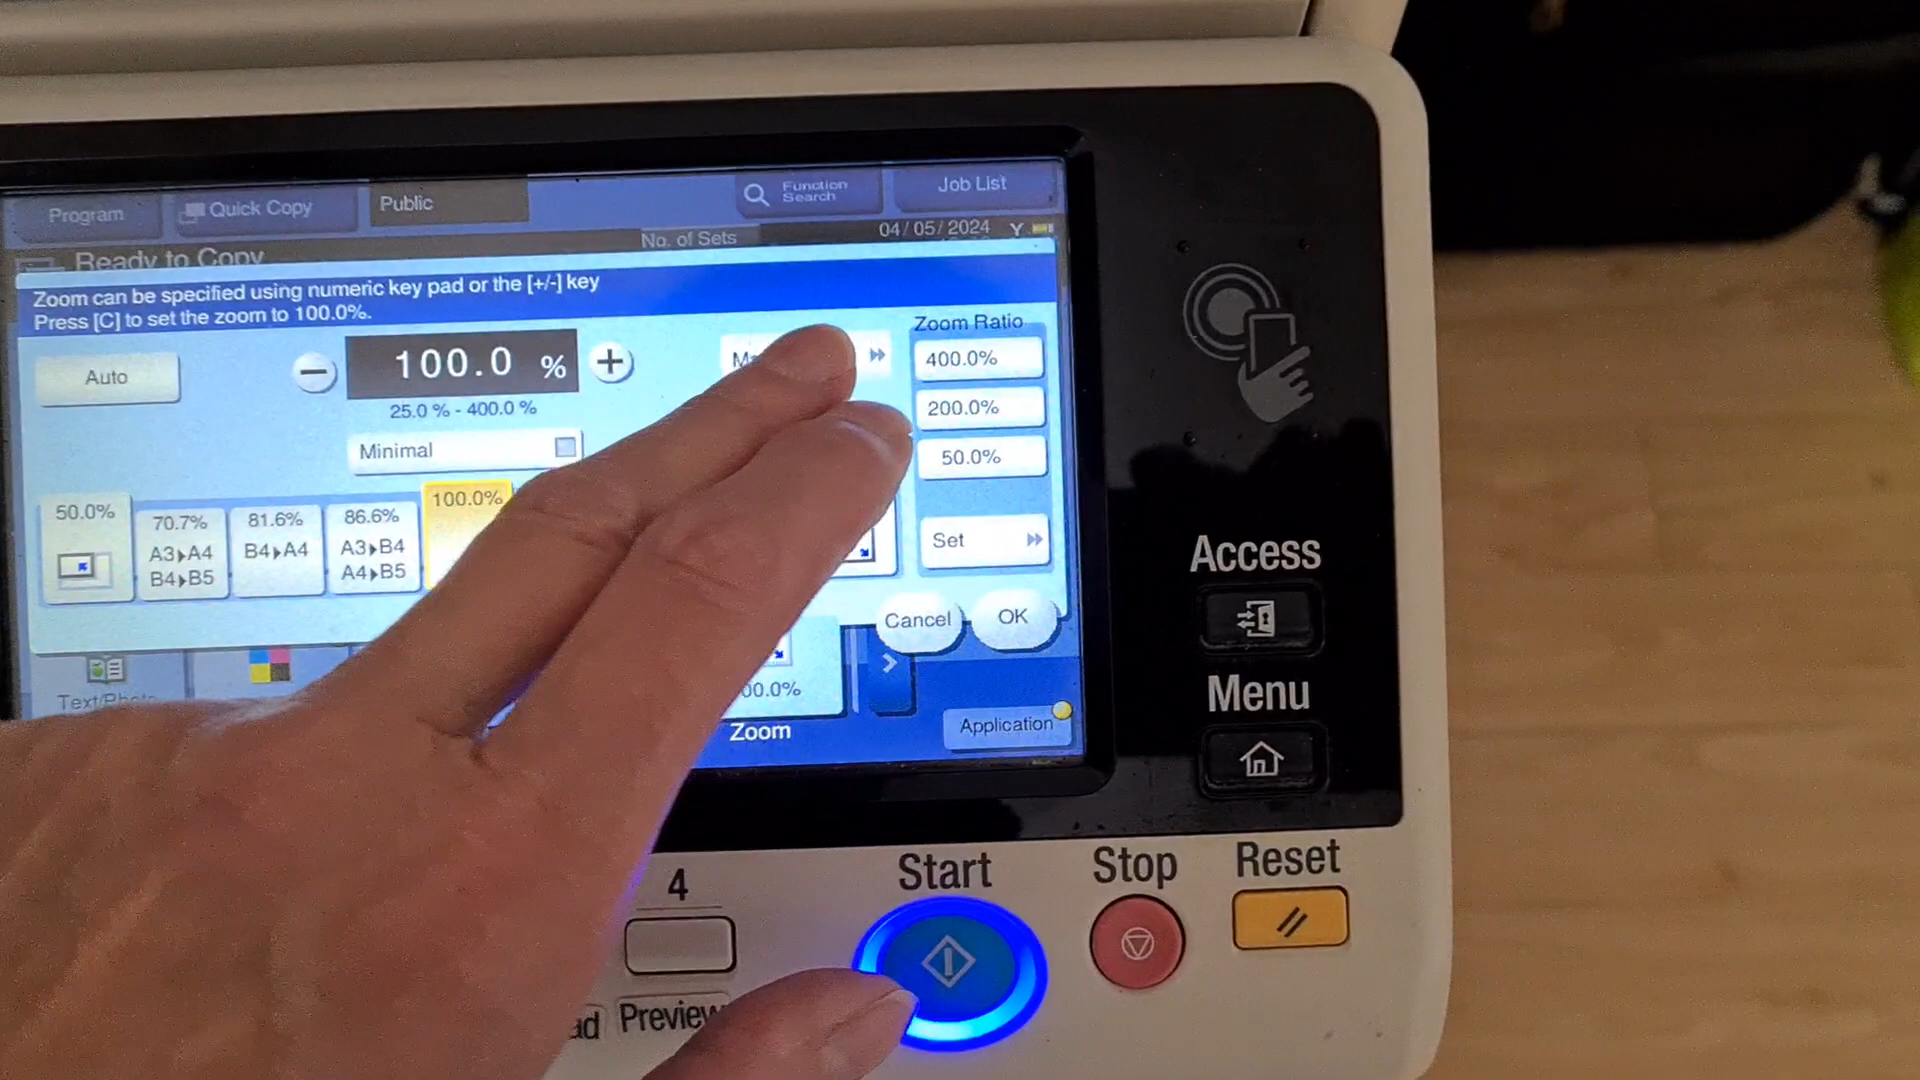 Program
Quick Copy
Public
Function
Search
Job List
Ready to Copy
No. of Sets
04/05/2024
Zoom can be specified using numeric key pad or the [+/-] key
Press [C] to set the zoom to 100.0%.
Auto
−
100.0 %
+
25.0 % - 400.0 %
Minimal
Zoom Ratio
400.0%
200.0%
50.0%
Set
50.0%
70.7%
A3▸A4
B4▸B5
81.6%
B4▸A4
86.6%
A3▸B4
A4▸B5
100.0%
Cancel
OK
Text/Photo
00.0%
Zoom
Application
Access
Menu
4
Start
Stop
Reset
Preview